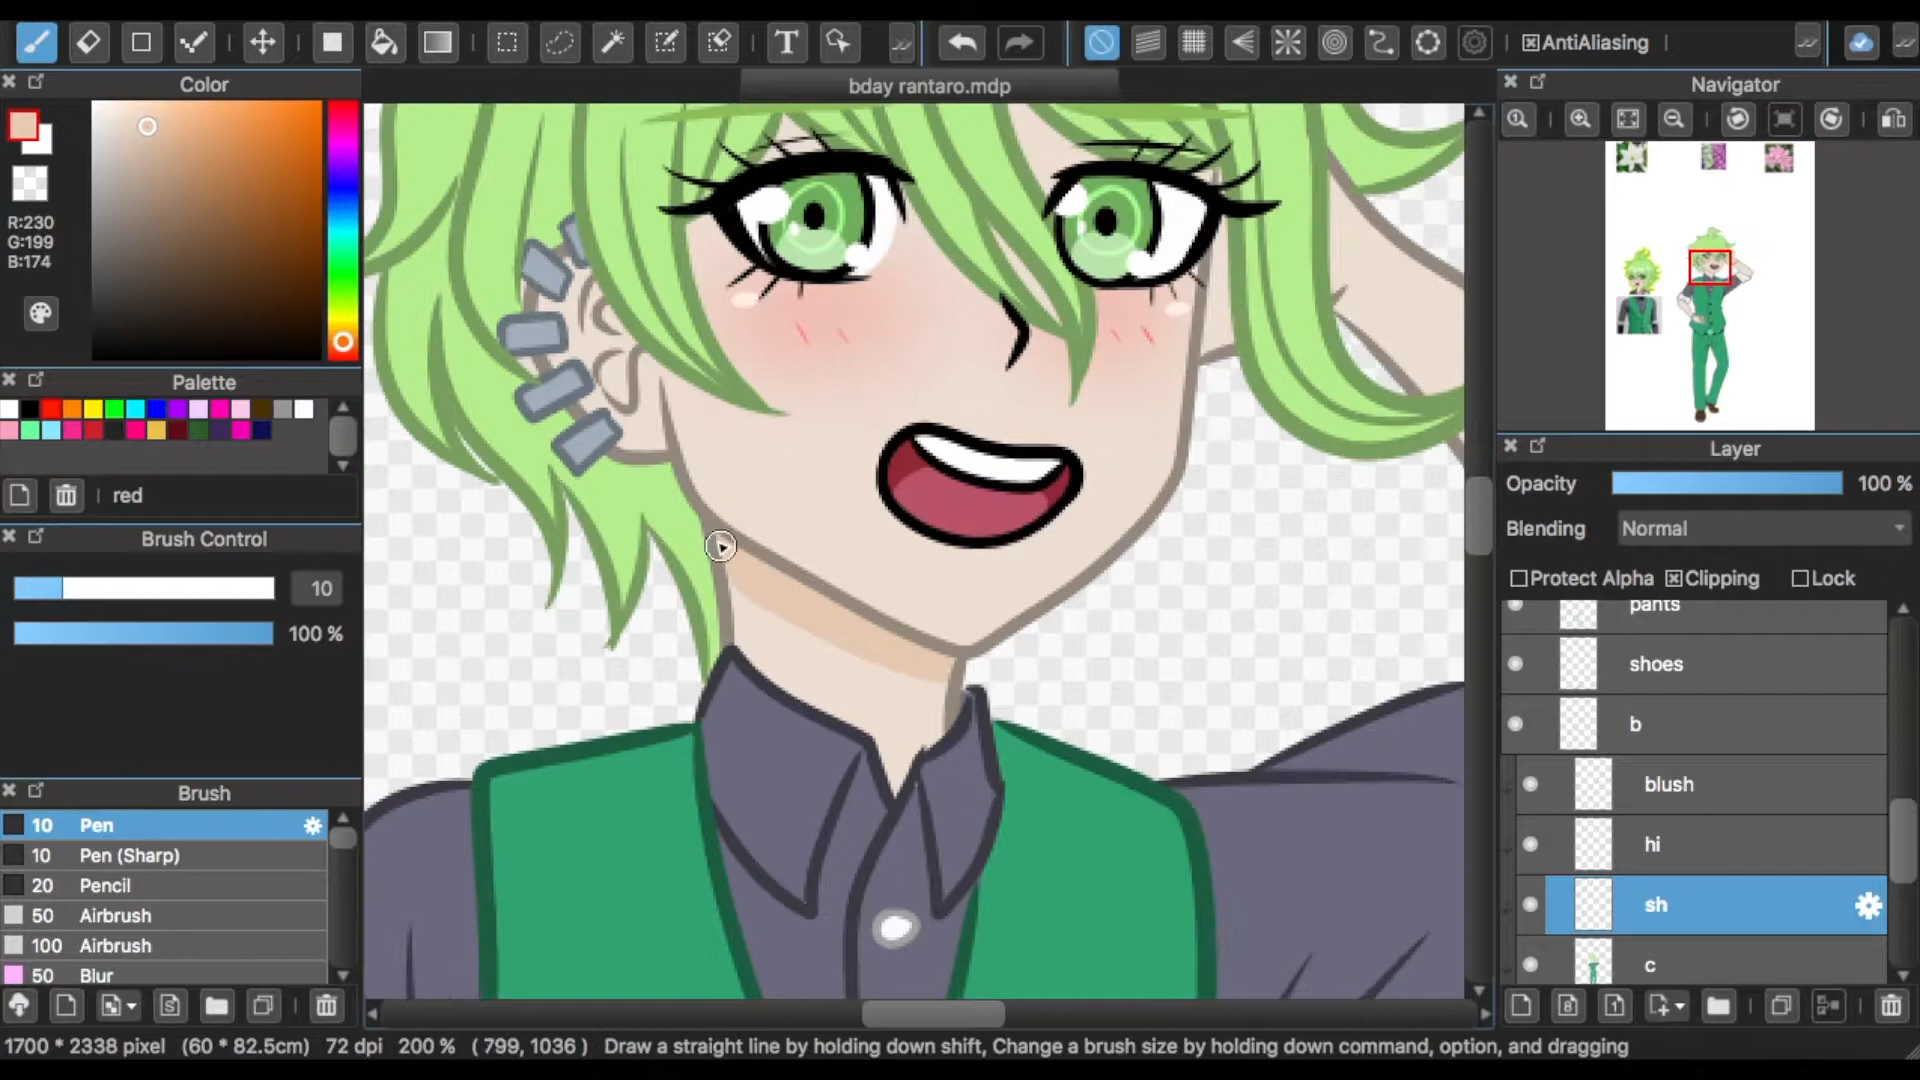 T
AntiAliasing
Color
bday rantaro.mdp
Navigator
R:230
G:199
B:174
Palette
red
Layer
Opacity 100 %
Blending Normal
Protect Alpha Clipping Lock
Brush Control
10
100 %
pants
shoes
b
blush
hi
sh
c
Brush
10 Pen
10 Pen (Sharp)
20 Pencil
50 Airbrush
100 Airbrush
50 Blur
1700 * 2338 pixel (60 * 82.5cm) 72 dpi 200 % ( 799, 1036 ) Draw a straight line by holding down shift, Change a brush size by holding down command, option, and dragging